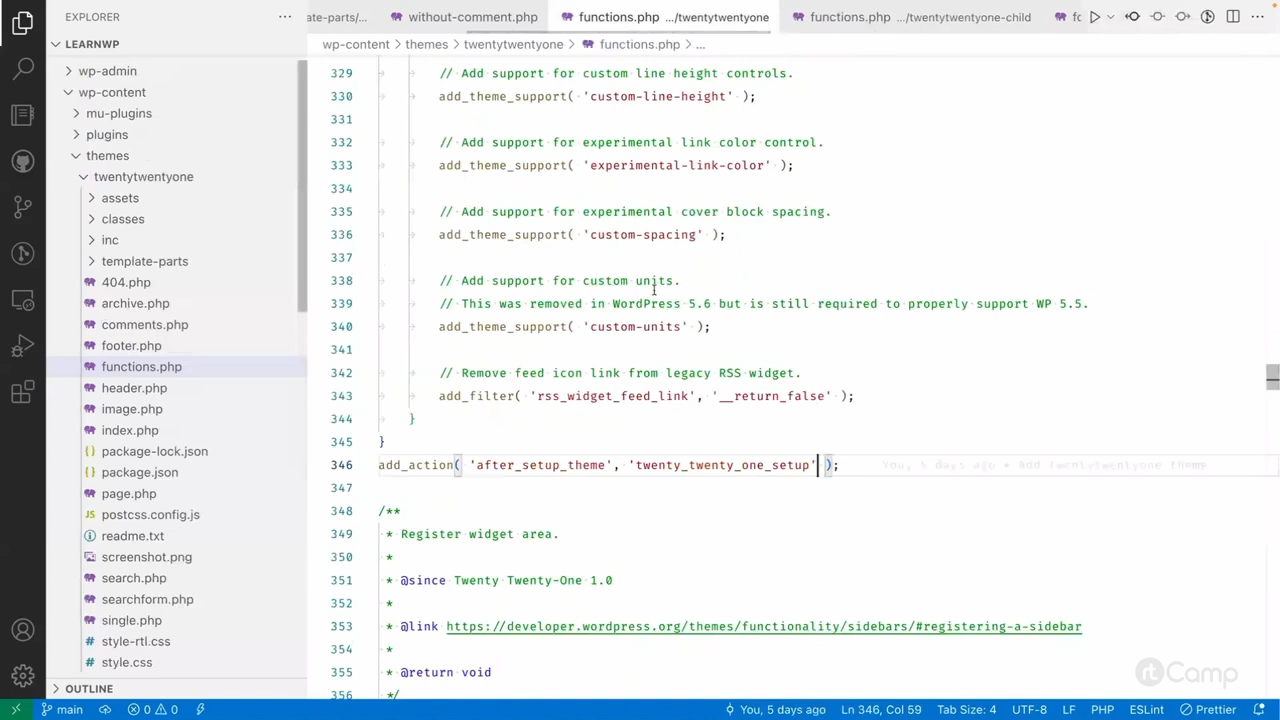 EXPLORER
LEARNWP
wp-admin
wp-content
mu-plugins
plugins
themes
twentytwentyone
assets
classes
inc
template-parts
404.php
archive.php
comments.php
footer.php
functions.php
header.php
image.php
index.php
package-lock.json
package.json
page.php
JS postcss.config.js
readme.txt
screenshot.png
search.php
searchform.php
single.php
# style-rtl.css
# style.css
OUTLINE
ate-parts/...
without-comment.php
functions.php .../twentytwentyone
functions.php .../twentytwentyone-child
wp-content > themes > twentytwentyone > functions.php > ...
329 // Add support for custom line height controls.
330 add_theme_support( 'custom-line-height' );
331
332 // Add support for experimental link color control.
333 add_theme_support( 'experimental-link-color' );
334
335 // Add support for experimental cover block spacing.
336 add_theme_support( 'custom-spacing' );
337
338 // Add support for custom units.
339 // This was removed in WordPress 5.6 but is still required to properly support WP 5.5.
340 add_theme_support( 'custom-units' );
341
342 // Remove feed icon link from legacy RSS widget.
343 add_filter( 'rss_widget_feed_link', '__return_false' );
344 }
345 }
346 add_action( 'after_setup_theme', 'twenty_twenty_one_setup' ); You, 5 days ago • Add twentytwentyone theme
347
348 /**
349 * Register widget area.
350 *
351 * @since Twenty Twenty-One 1.0
352 *
353 * @link https://developer.wordpress.org/themes/functionality/sidebars/#registering-a-sidebar
354 *
355 * @return void
356 */
rtCamp
main
0 0
You, 5 days ago
Ln 346, Col 59
Tab Size: 4
UTF-8
LF
PHP
ESLint
Prettier